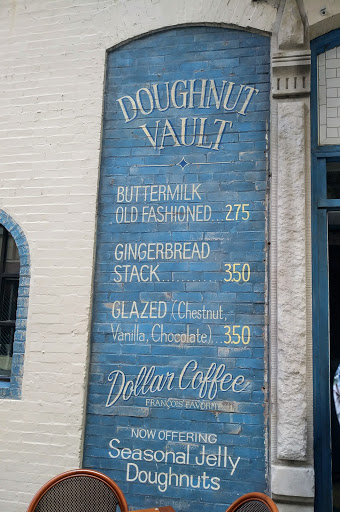 DOUGHNUT
VAULT
BUTTERMILK
OLD FASHIONED...275
GINGERBREAD
STACK..............350
GLAZED (Chestnut,
Vanilla, Chocolate)...350
Dollar Coffee
FRANÇOIS' FAVORITE
NOW OFFERING
Seasonal Jelly
Doughnuts